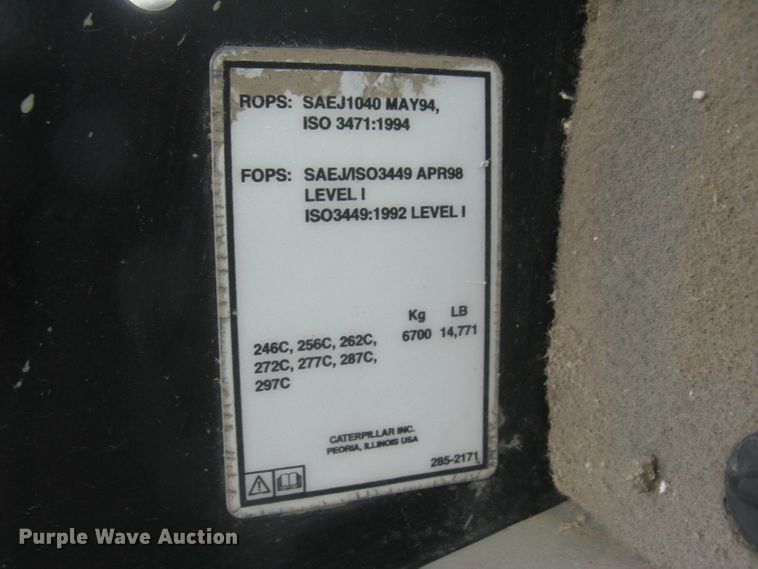 ROPS: SAEJ1040 MAY94,
ISO 3471:1994
FOPS: SAEJ/ISO3449 APR98
LEVEL I
ISO3449:1992 LEVEL I
Kg LB
246C, 256C, 262C, 6700 14,771
272C, 277C, 287C,
297C
CATERPILLAR INC.
PEORIA, ILLINOIS USA
285-2171
Purple Wave Auction®